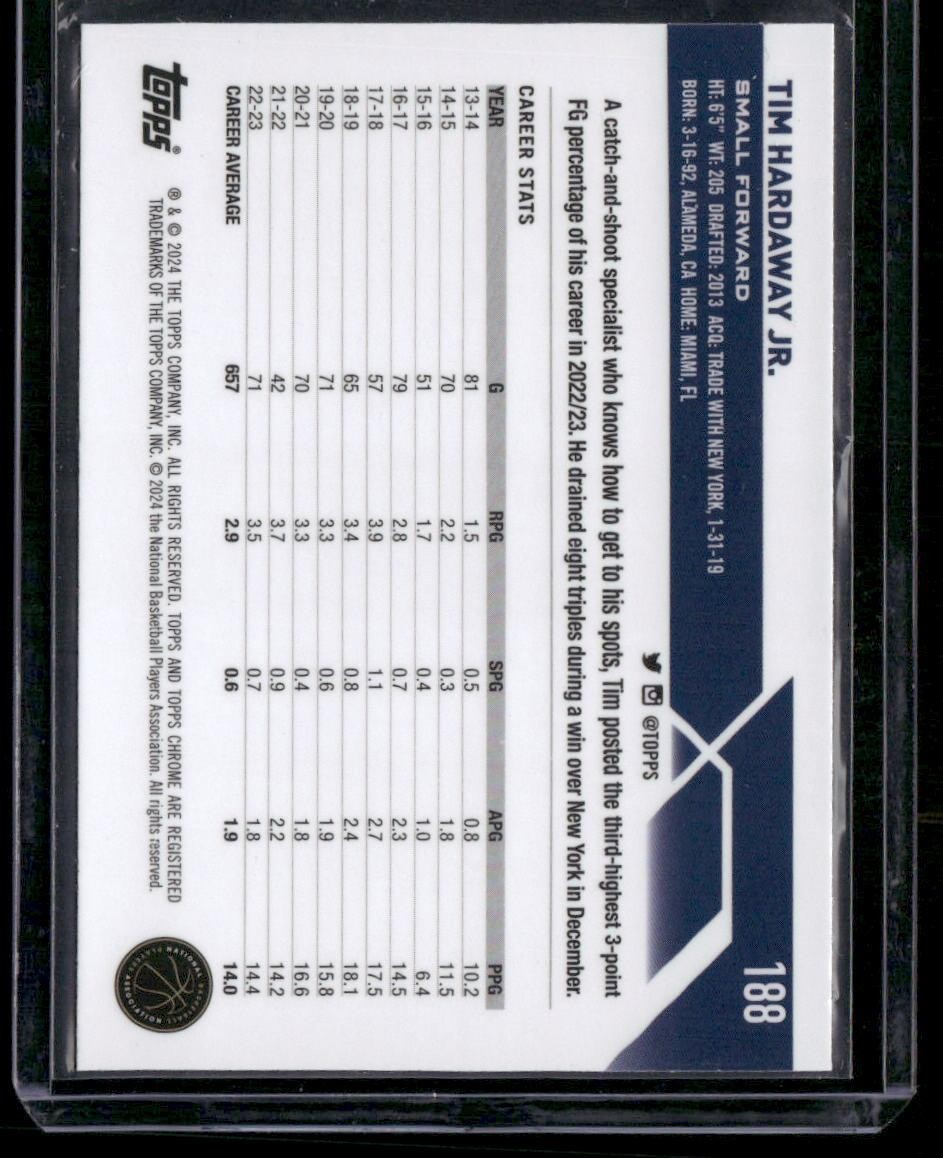 TIM HARDAWAY JR.
188
SMALL FORWARD
HT: 6'5" WT: 205 DRAFTED: 2013 ACQ: TRADE WITH NEW YORK, 1-31-19
BORN: 3-16-92, ALAMEDA, CA HOME: MIAMI, FL
@TOPPS
A catch-and-shoot specialist who knows how to get to his spots, Tim posted the third-highest 3-point
FG percentage of his career in 2022/23. He drained eight triples during a win over New York in December.
CAREER STATS
YEAR G RPG SPG APG PPG
13-14 81 1.5 0.5 0.8 10.2
14-15 70 2.2 0.3 1.8 11.5
15-16 51 1.7 0.4 1.0 6.4
16-17 79 2.8 0.7 2.3 14.5
17-18 57 3.9 1.1 2.7 17.5
18-19 65 3.4 0.8 2.4 18.1
19-20 71 3.3 0.6 1.9 15.8
20-21 70 3.3 0.4 1.8 16.6
21-22 42 3.7 0.9 2.2 14.2
22-23 71 3.5 0.7 1.8 14.4
CAREER AVERAGE 657 2.9 0.6 1.9 14.0
topps®
® & © 2024 THE TOPPS COMPANY, INC. ALL RIGHTS RESERVED. TOPPS AND TOPPS CHROME ARE REGISTERED
TRADEMARKS OF THE TOPPS COMPANY, INC. © 2024 the National Basketball Players Association. All rights reserved.
NATIONAL BASKETBALL PLAYERS ASSOCIATION